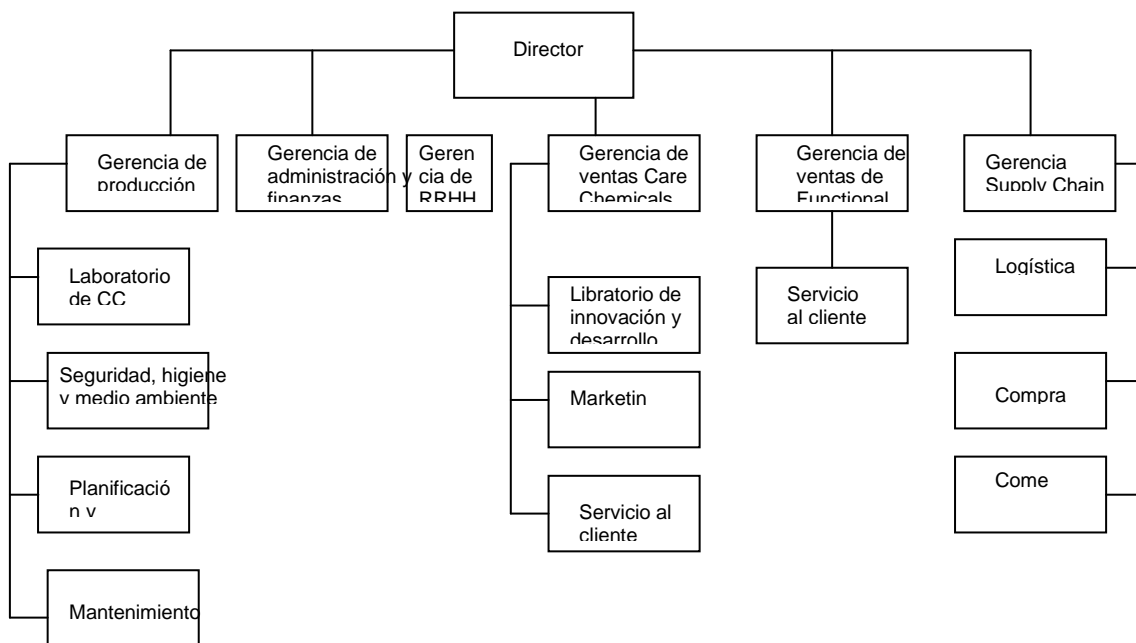 Director
Gerencia de
producción
Gerencia de
administración y
finanzas
Geren
cia de
RRHH
Gerencia de
ventas Care
Chemicals
Gerencia de
ventas de
Functional
Gerencia
Supply Chain
Laboratorio
de CC
Seguridad, higiene
y medio ambiente
Planificació
n y
Mantenimiento
Libratorio de
innovación y
desarrollo
Marketin
Servicio al
cliente
Servicio
al cliente
Logística
Compra
Come